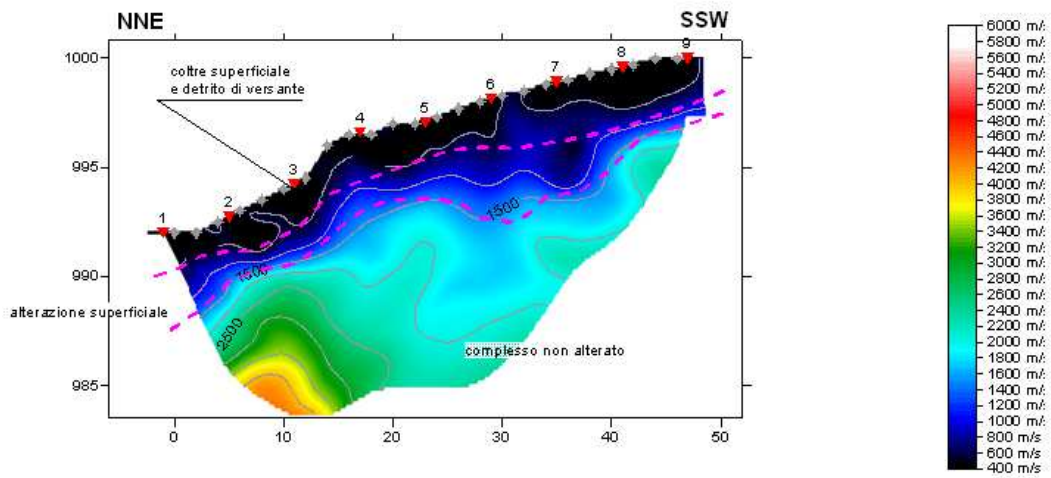 NNE
SSW
1000
995
990
985
0
10
20
30
40
50
1
2
3
4
5
6
7
8
9
coltre superficiale
e detrito di versante
alterazione superficiale
complesso non alterato
1500
1500
2500
6000 m/s
5800 m/s
5600 m/s
5400 m/s
5200 m/s
5000 m/s
4800 m/s
4600 m/s
4400 m/s
4200 m/s
4000 m/s
3800 m/s
3600 m/s
3400 m/s
3200 m/s
3000 m/s
2800 m/s
2600 m/s
2400 m/s
2200 m/s
2000 m/s
1800 m/s
1600 m/s
1400 m/s
1200 m/s
1000 m/s
800 m/s
600 m/s
400 m/s